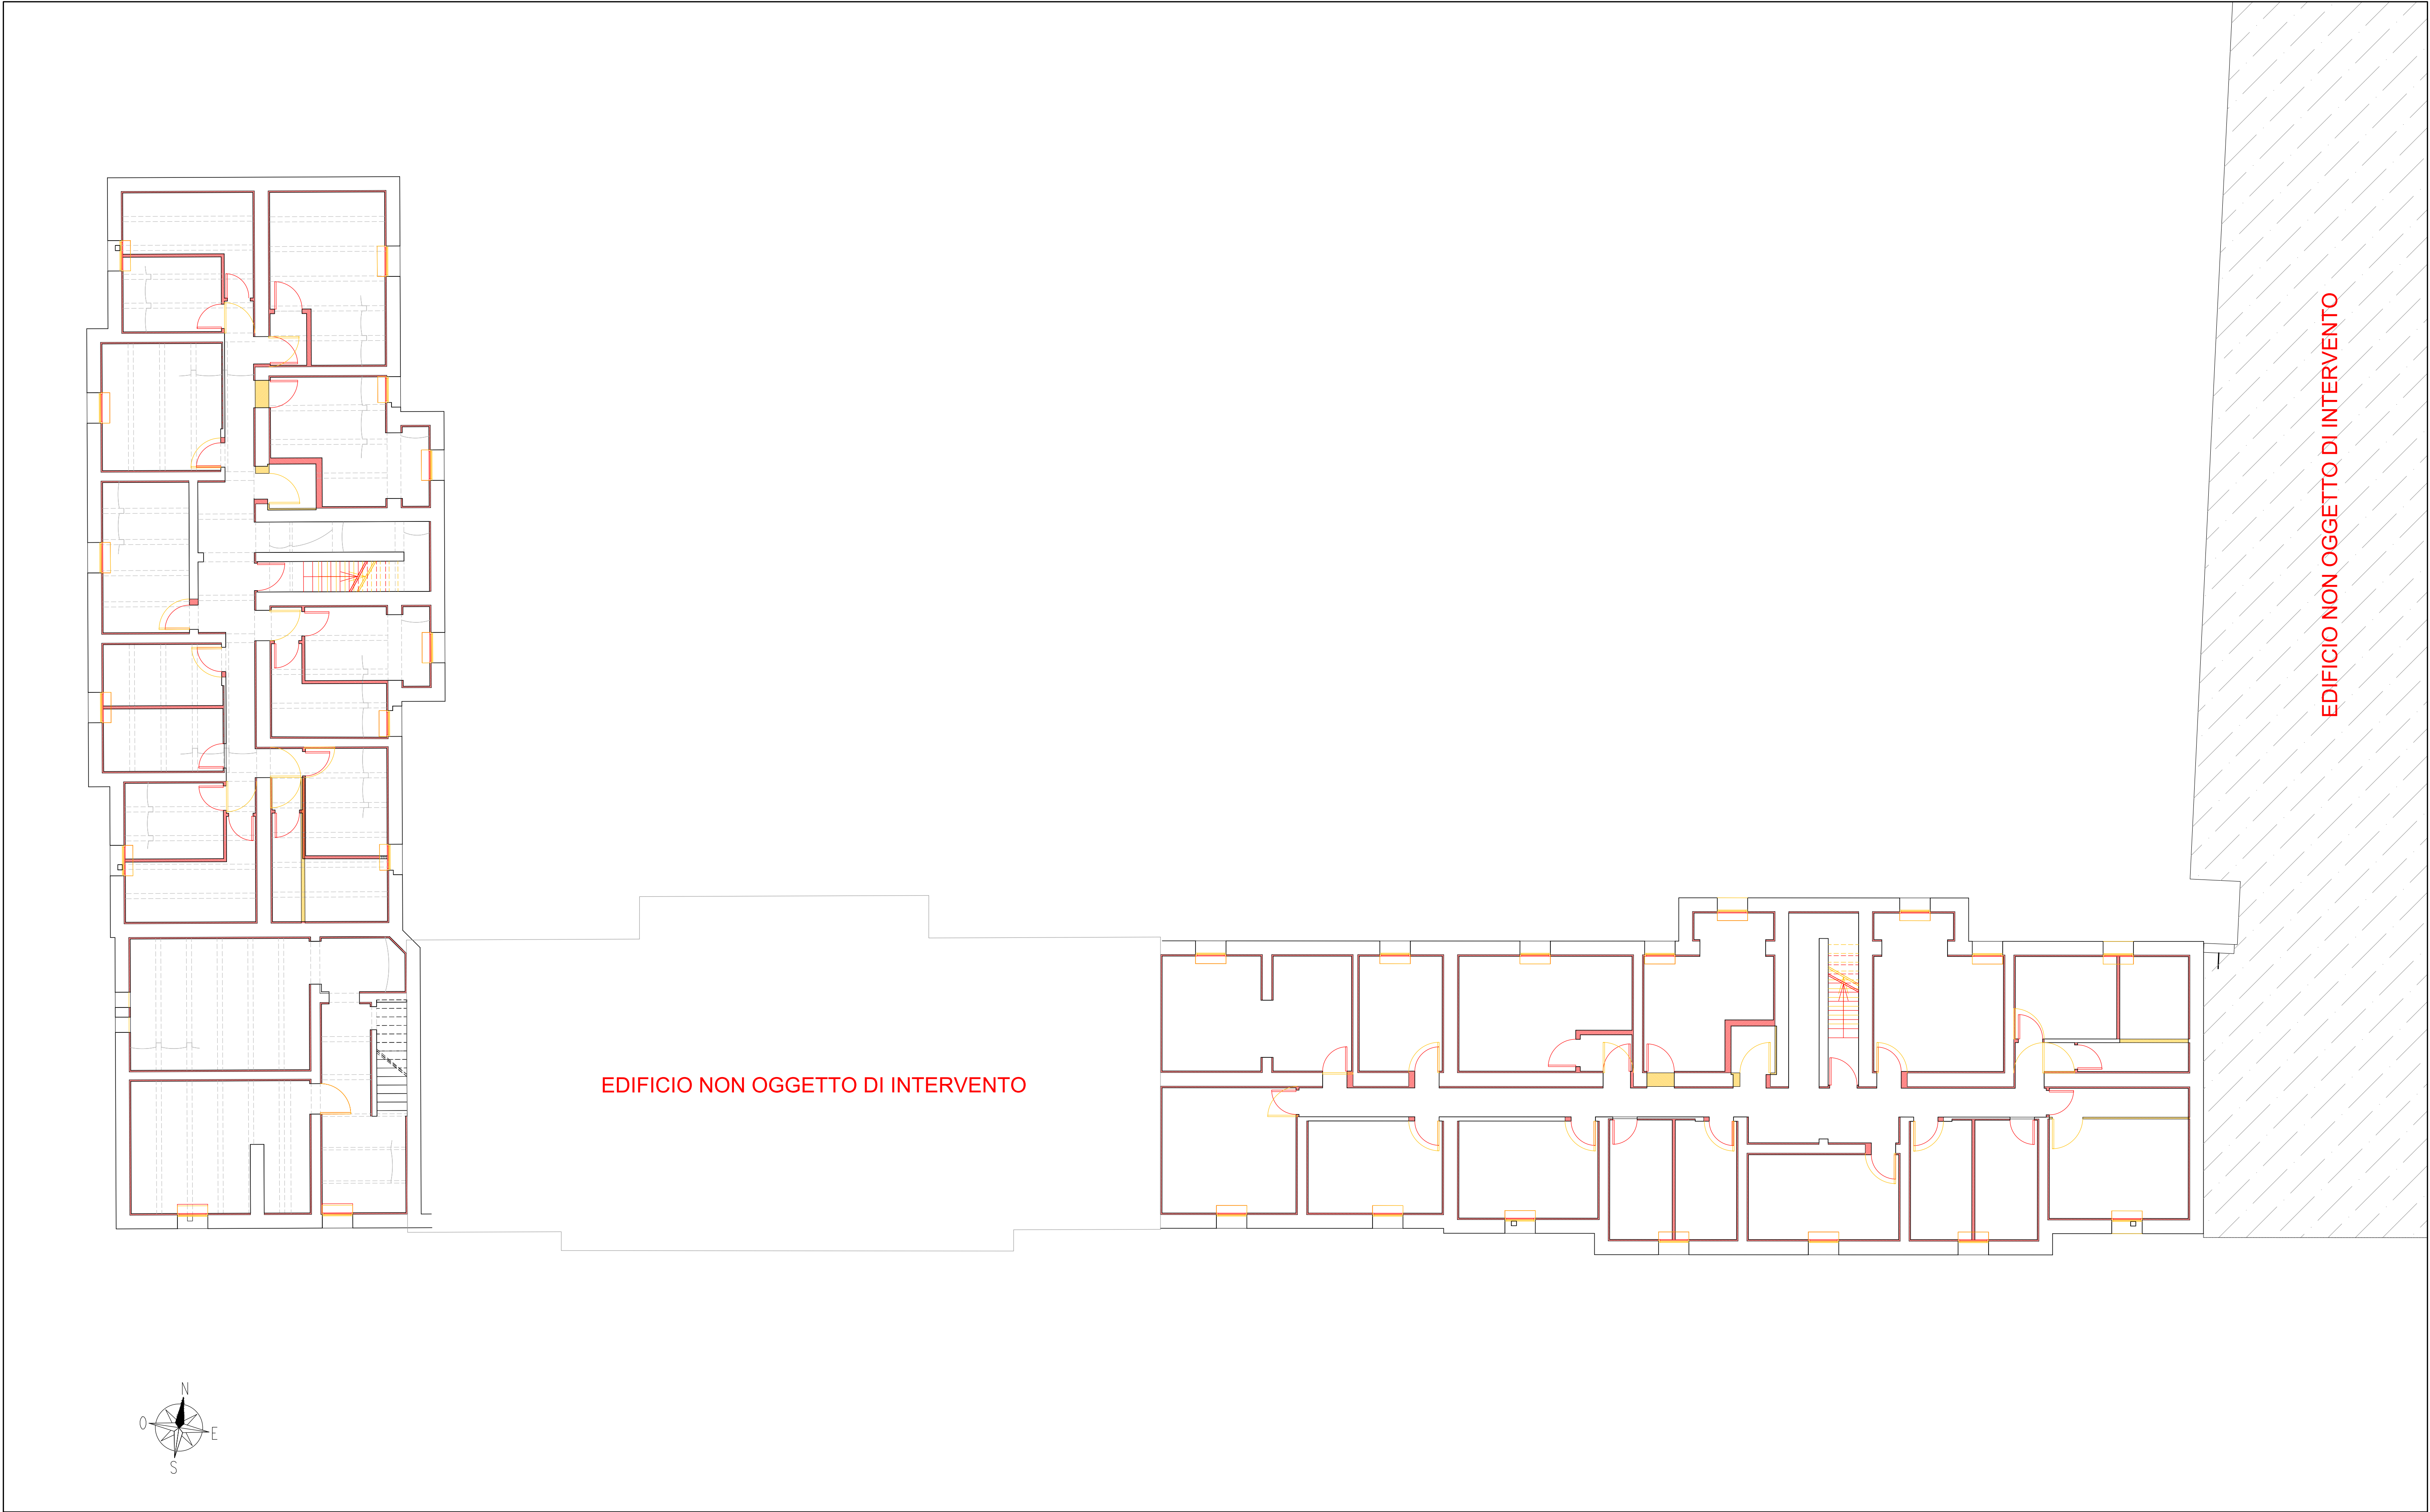 EDIFICIO NON OGGETTO DI INTERVENTO
EDIFICIO NON OGGETTO DI INTERVENTO
N
O
E
S